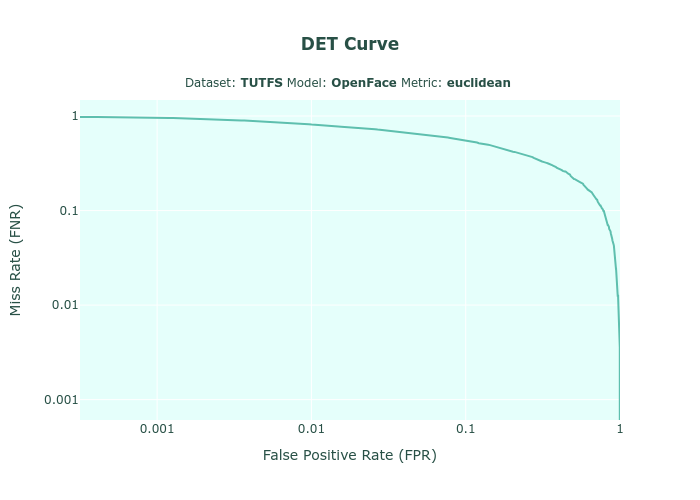 DET Curve
Dataset: TUTFS Model: OpenFace Metric: euclidean
1
0.1
0.01
0.001
Miss Rate (FNR)
0.001
0.01
0.1
1
False Positive Rate (FPR)